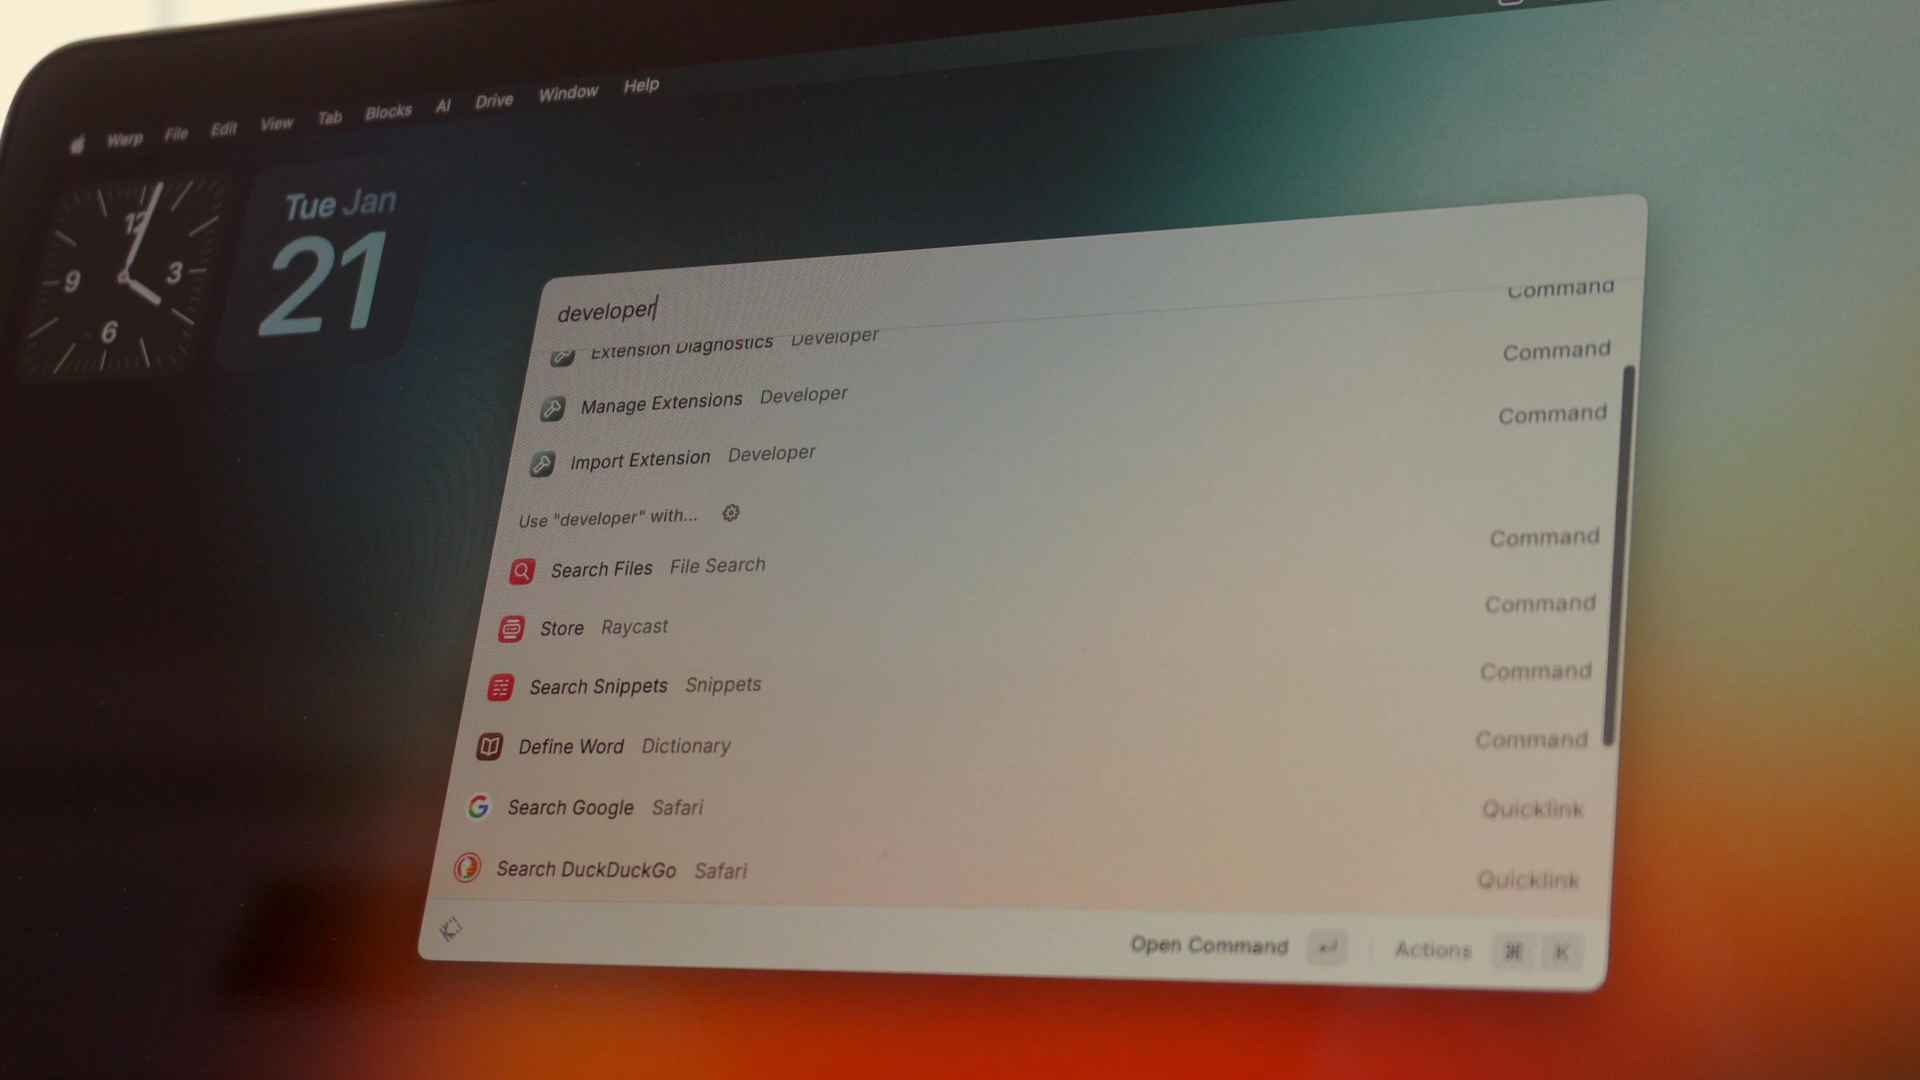 Warp File Edit View Tab Blocks AI Drive Window Help
12
3
6
9
Tue Jan
21
developer
Command
Extension Diagnostics Developer Command
Manage Extensions Developer Command
Import Extension Developer
Use "developer" with...
Search Files File Search Command
Store Raycast Command
Search Snippets Snippets Command
Define Word Dictionary Command
Search Google Safari Quicklink
Search DuckDuckGo Safari Quicklink
Open Command ↵ Actions ⌘ K